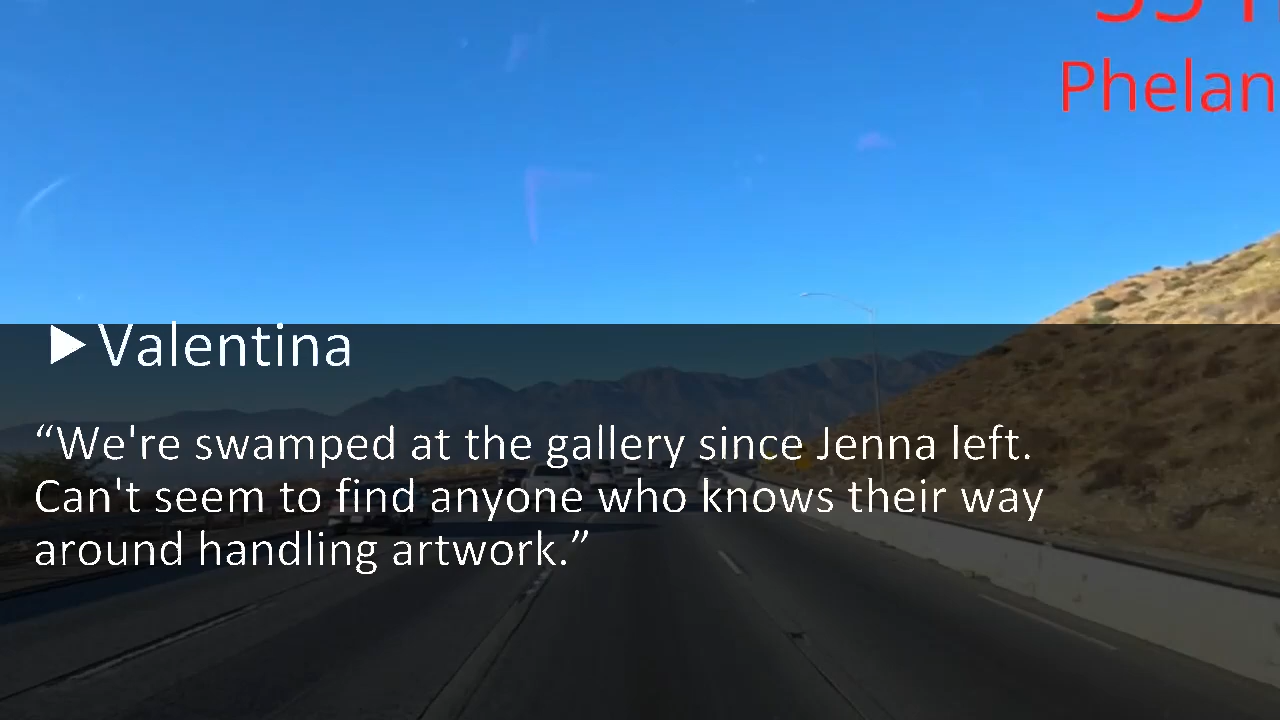 Phelan
▶Valentina
“We're swamped at the gallery since Jenna left.
Can't seem to find anyone who knows their way
around handling artwork.”